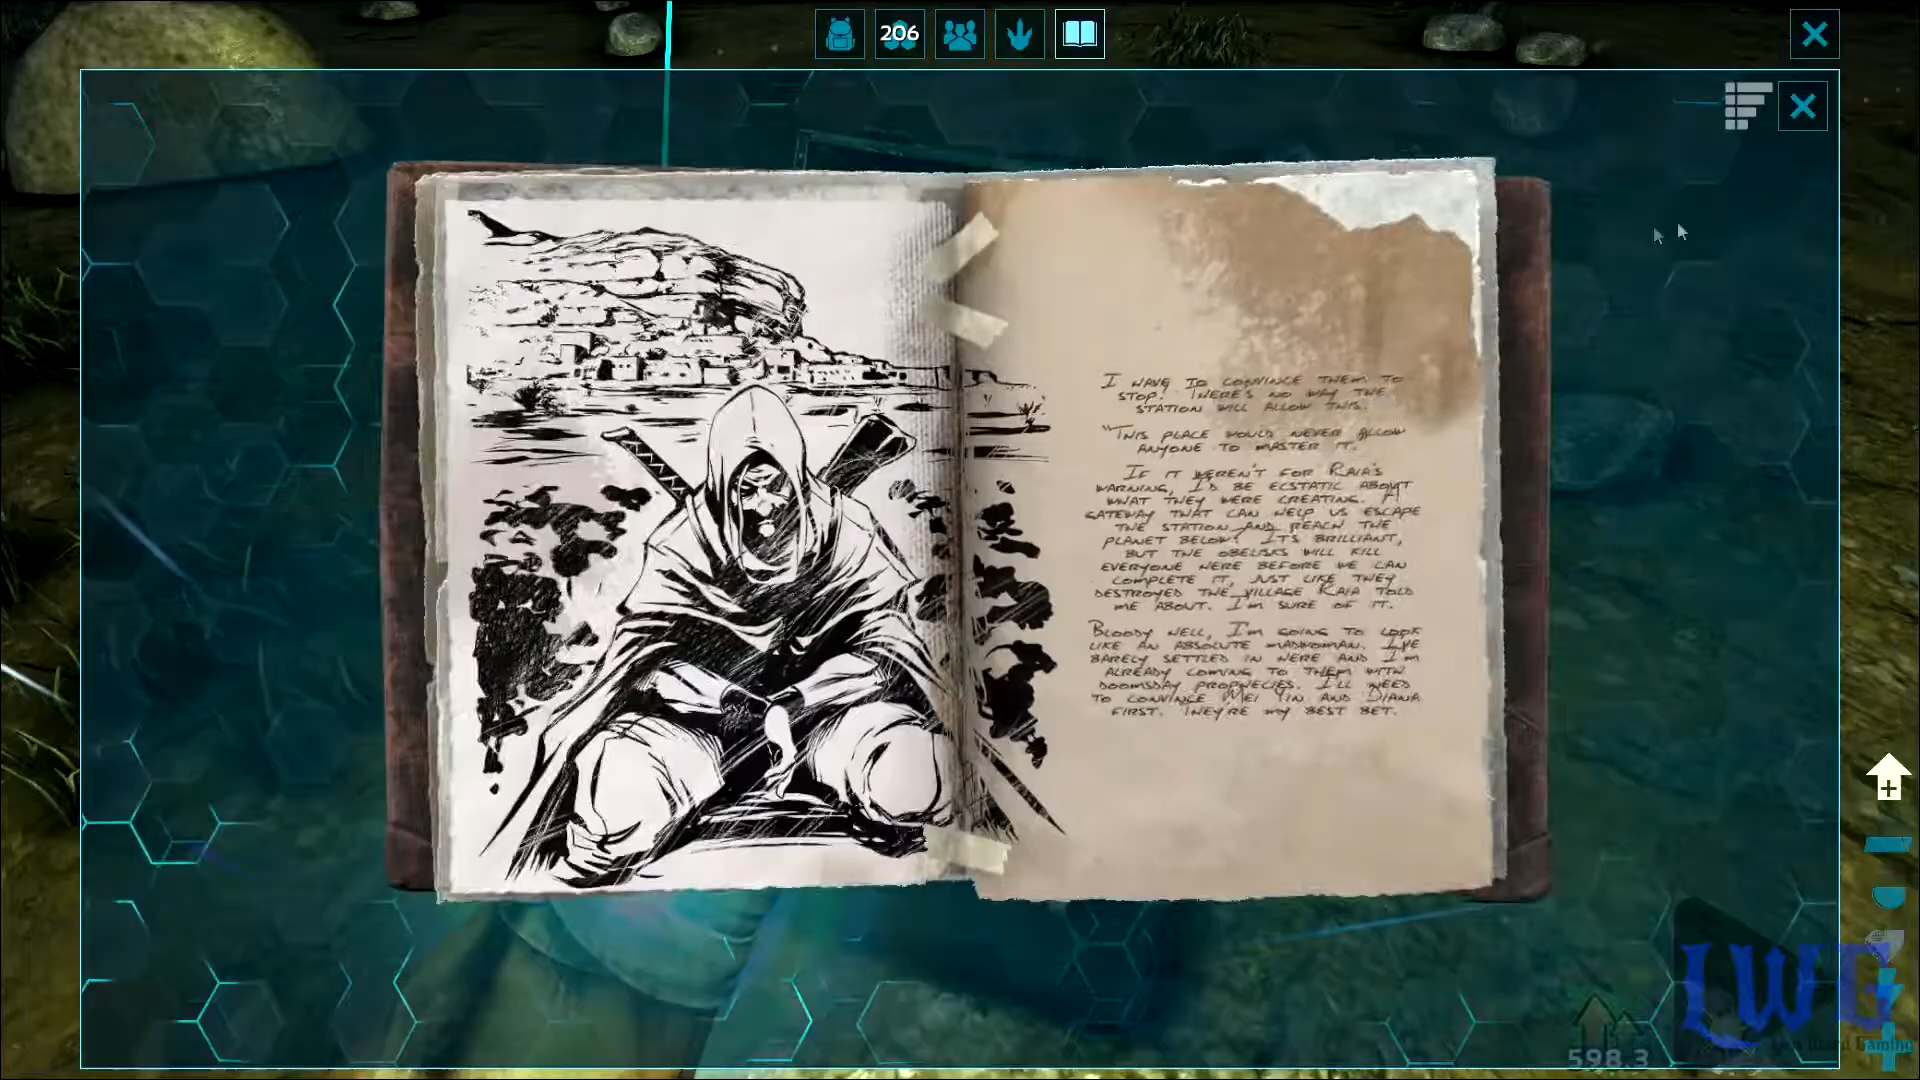 206
I HAVE TO CONVINCE THEM TO
STOP! THERE'S NO WAY THE
STATION WILL ALLOW THIS.
"THIS PLACE WOULD NEVER ALLOW
ANYONE TO MASTER IT.
IF IT WEREN'T FOR RAIA'S
WARNING, I'D BE ECSTATIC ABOUT
WHAT THEY WERE CREATING. A
GATEWAY THAT CAN HELP US ESCAPE
THE STATION AND REACH THE
PLANET BELOW? ITS BRILLIANT,
BUT THE OBELISKS WILL KILL
EVERYONE HERE BEFORE WE CAN
COMPLETE IT, JUST LIKE THEY
DESTROYED THE VILLAGE RAIA TOLD
ME ABOUT. I'M SURE OF IT.
BLOODY HELL, I'M GOING TO LOOK
LIKE AN ABSOLUTE MADWOMAN. I'VE
BARELY SETTLED IN HERE AND I'M
ALREADY COMING TO THEM WITH
DOOMSDAY PROPHECIES. I'LL NEED
TO CONVINCE MEI YIN AND DIANA
FIRST. THEY'RE MY BEST BET.
598.3
LWG
Gaming